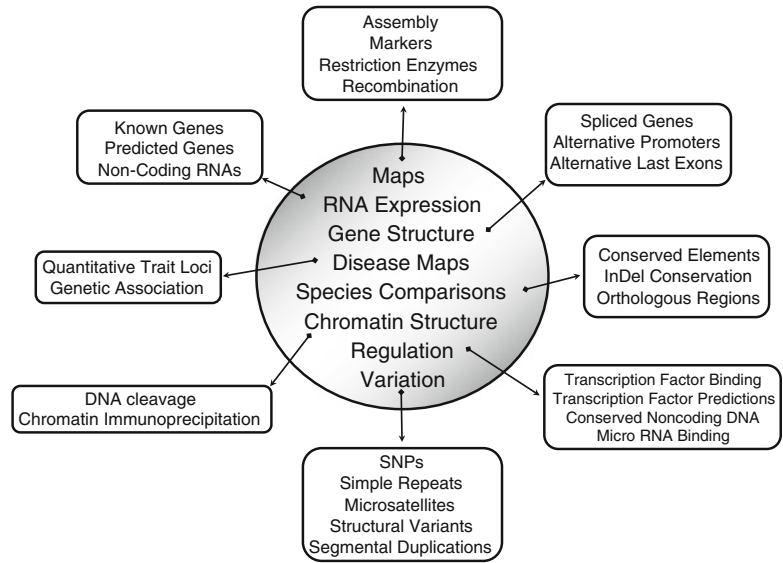 Assembly
Markers
Restriction Enzymes
Recombination
Known Genes
Predicted Genes
Non-Coding RNAs
Spliced Genes
Alternative Promoters
Alternative Last Exons
Maps
RNA Expression
Gene Structure
Disease Maps
Species Comparisons
Chromatin Structure
Regulation
Variation
Quantitative Trait Loci
Genetic Association
Conserved Elements
InDel Conservation
Orthologous Regions
DNA cleavage
Chromatin Immunoprecipitation
Transcription Factor Binding
Transcription Factor Predictions
Conserved Noncoding DNA
Micro RNA Binding
SNPs
Simple Repeats
Microsatellites
Structural Variants
Segmental Duplications